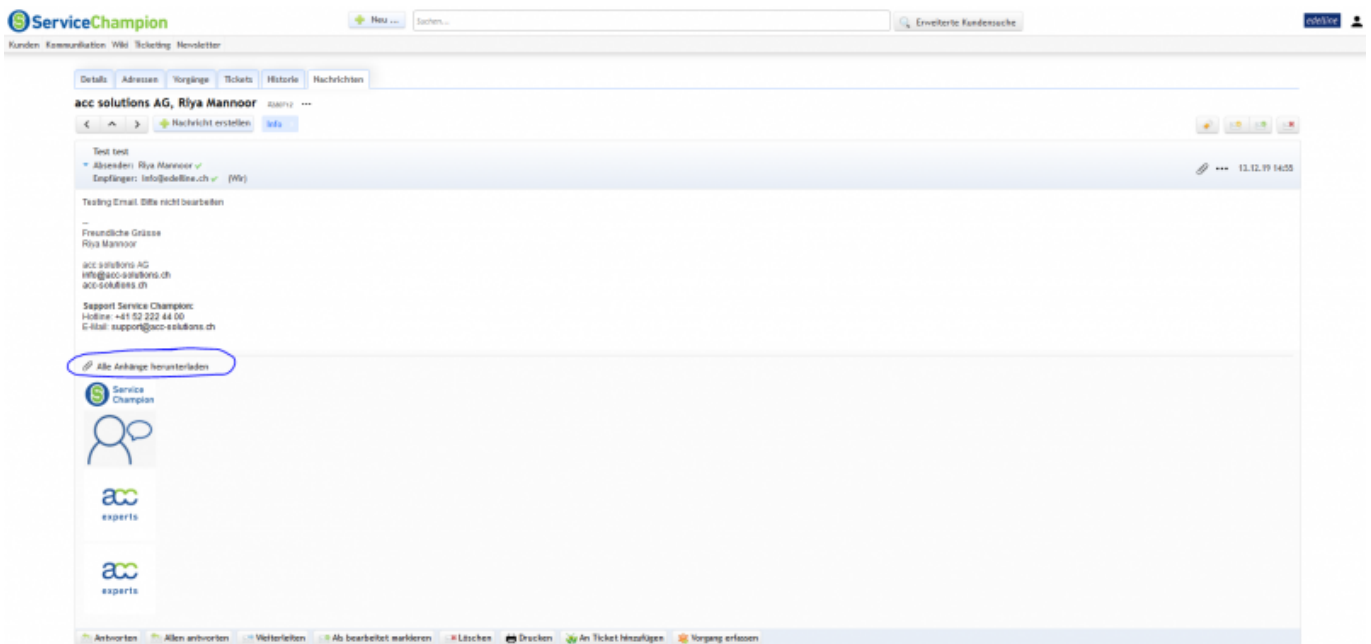 ServiceChampion
Neu ...
Suchen...
Erweiterte Kundensuche
edelline
Kunden Kommunikation Wiki Ticketing Newsletter
Details Adressen Vorgänge Tickets Historie Nachrichten
acc solutions AG, Riya Mannoor ...
Nachricht erstellen Info
Test test
Absender: Riya Mannoor
Empfänger: info@edelline.ch (Wir)
13.12.19 14:55
Testing Email. Bitte nicht bearbeiten
--
Freundliche Grüsse
Riya Mannoor
acc solutions AG
info@acc-solutions.ch
acc-solutions.ch
Support Service Champion:
Hotline: +41 52 222 44 00
E-Mail: support@acc-solutions.ch
Alle Anhänge herunterladen
Service
Champion
acc
experts
acc
experts
Antworten Allen antworten Weiterleiten Als bearbeitet markieren Löschen Drucken An Ticket hinzufügen Vorgang erfassen